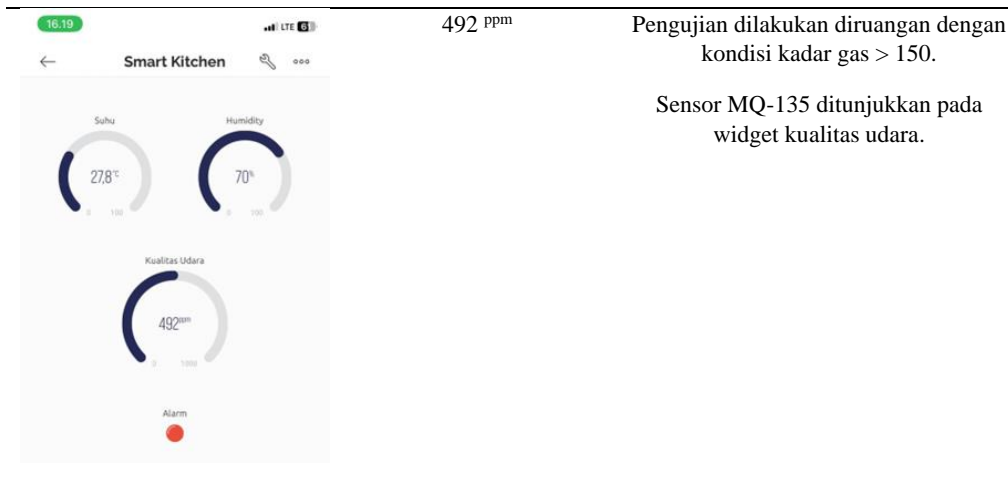 16.19
LTE 6
Smart Kitchen
Suhu
27,8°C
0 100
Humidity
70%
0 100
Kualitas Udara
492ppm
0 1000
Alarm
492 ppm
Pengujian dilakukan diruangan dengan
kondisi kadar gas > 150.
Sensor MQ-135 ditunjukkan pada
widget kualitas udara.